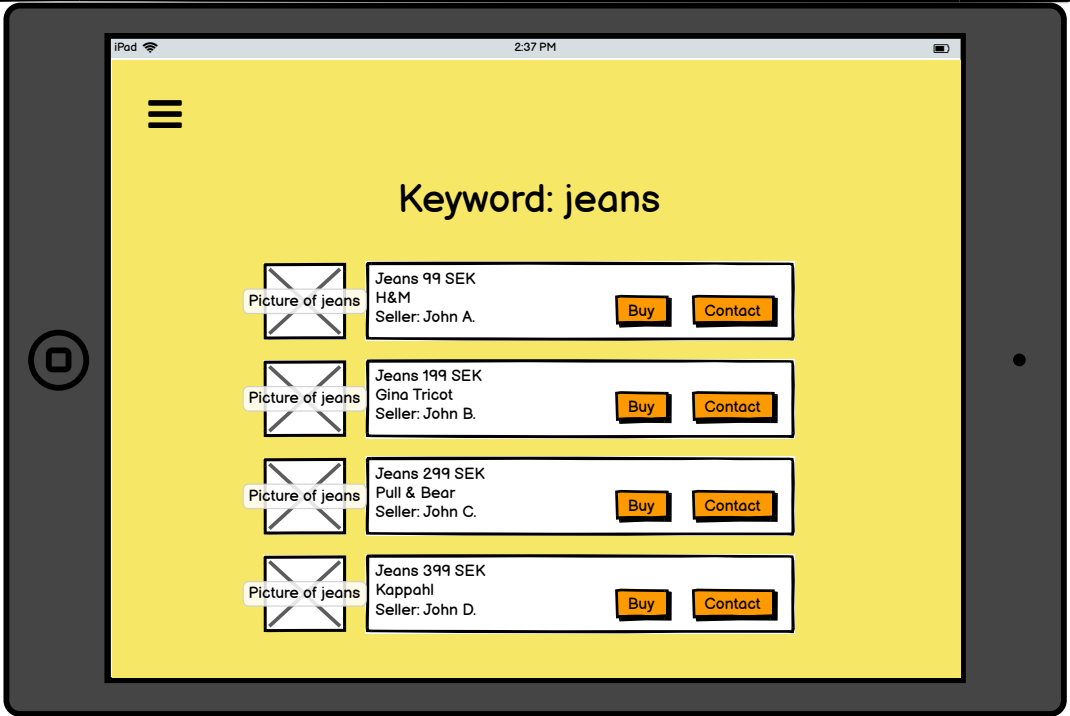 iPad
2:37 PM
Keyword: jeans
Picture of jeans
Jeans 99 SEK
H&M
Seller: John A.
Buy
Contact
Picture of jeans
Jeans 199 SEK
Gina Tricot
Seller: John B.
Buy
Contact
Picture of jeans
Jeans 299 SEK
Pull & Bear
Seller: John C.
Buy
Contact
Picture of jeans
Jeans 399 SEK
Kappahl
Seller: John D.
Buy
Contact